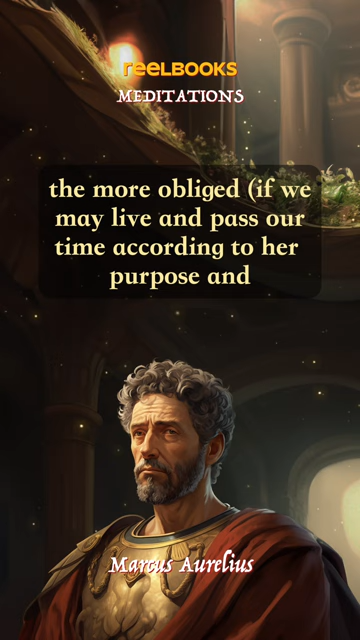 reelBOOKS
MEDITATIONS
the more obliged (if we
may live and pass our
time according to her
purpose and
Marcus Aurelius